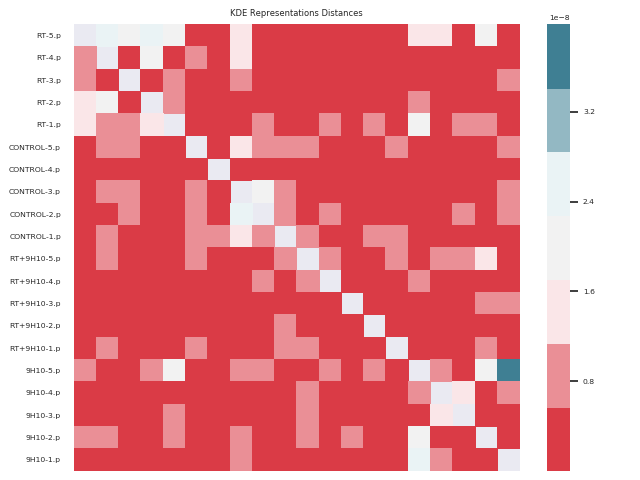 KDE Representations Distances
1e−8
RT-5.p
RT-4.p
RT-3.p
RT-2.p
RT-1.p
CONTROL-5.p
CONTROL-4.p
CONTROL-3.p
CONTROL-2.p
CONTROL-1.p
RT+9H10-5.p
RT+9H10-4.p
RT+9H10-3.p
RT+9H10-2.p
RT+9H10-1.p
9H10-5.p
9H10-4.p
9H10-3.p
9H10-2.p
9H10-1.p
3.2
2.4
1.6
0.8